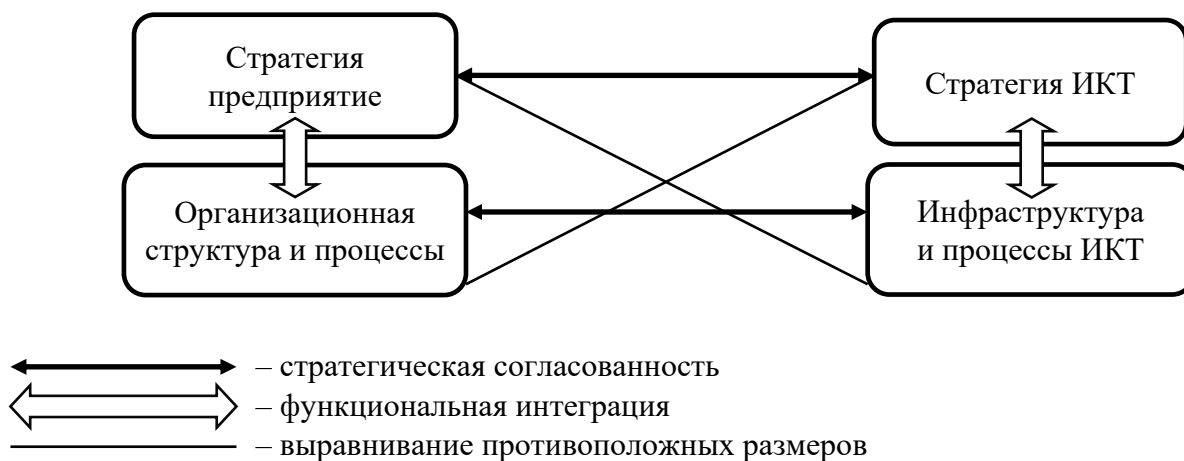 Стратегия
предприятие
Стратегия ИКТ
Организационная
структура и процессы
Инфраструктура
и процессы ИКТ
– стратегическая согласованность
– функциональная интеграция
– выравнивание противоположных размеров